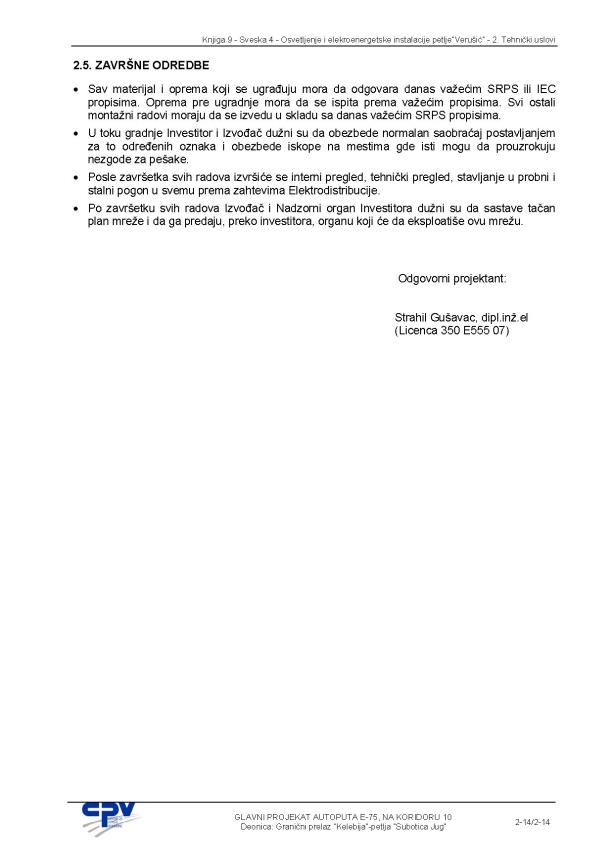 Knjiga 9 - Sveska 4 - Osvetljenje i elekroenergetske instalacije petlje"Verušić" - 2. Tehnički uslovi
2.5. ZAVRŠNE ODREDBE
• Sav materijal i oprema koji se ugrađuju mora da odgovara danas važećim SRPS ili IEC
propisima. Oprema pre ugradnje mora da se ispita prema važećim propisima. Svi ostali
montažni radovi moraju da se izvedu u skladu sa danas važećim SRPS propisima.
• U toku gradnje Investitor i Izvođač dužni su da obezbede normalan saobraćaj postavljanjem
za to određenih oznaka i obezbede iskope na mestima gde isti mogu da prouzrokuju
nezgode za pešake.
• Posle završetka svih radova izvršiće se interni pregled, tehnički pregled, stavljanje u probni i
stalni pogon u svemu prema zahtevima Elektrodistribucije.
• Po završetku svih radova Izvođač i Nadzorni organ Investitora dužni su da sastave tačan
plan mreže i da ga predaju, preko investitora, organu koji će da eksploatiše ovu mrežu.
Odgovorni projektant:
Strahil Gušavac, dipl.inž.el
(Licenca 350 E555 07)
CPV
GLAVNI PROJEKAT AUTOPUTA E-75, NA KORIDORU 10
Deonica: Granični prelaz "Kelebija"-petlja "Subotica Jug"
2-14/2-14